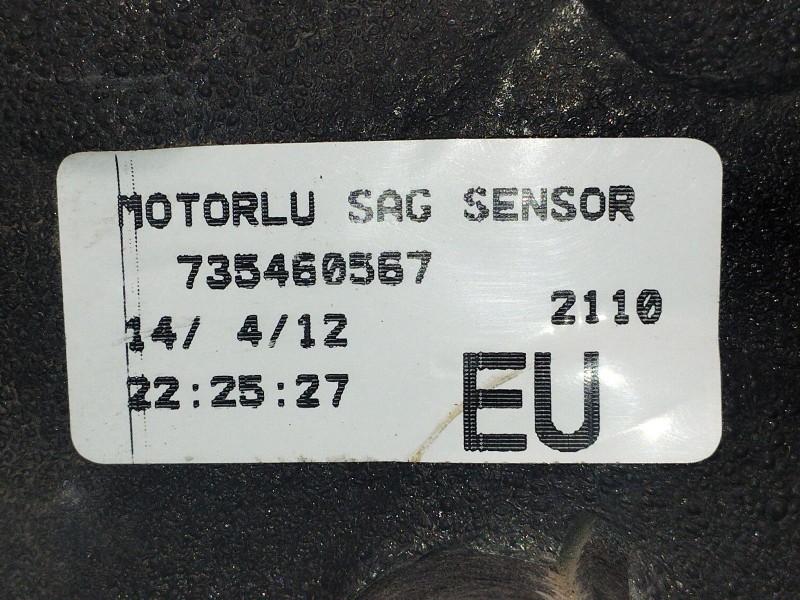 MOTORLU SAG SENSOR
735460567
2110
14/ 4/12
22:25:27
EU